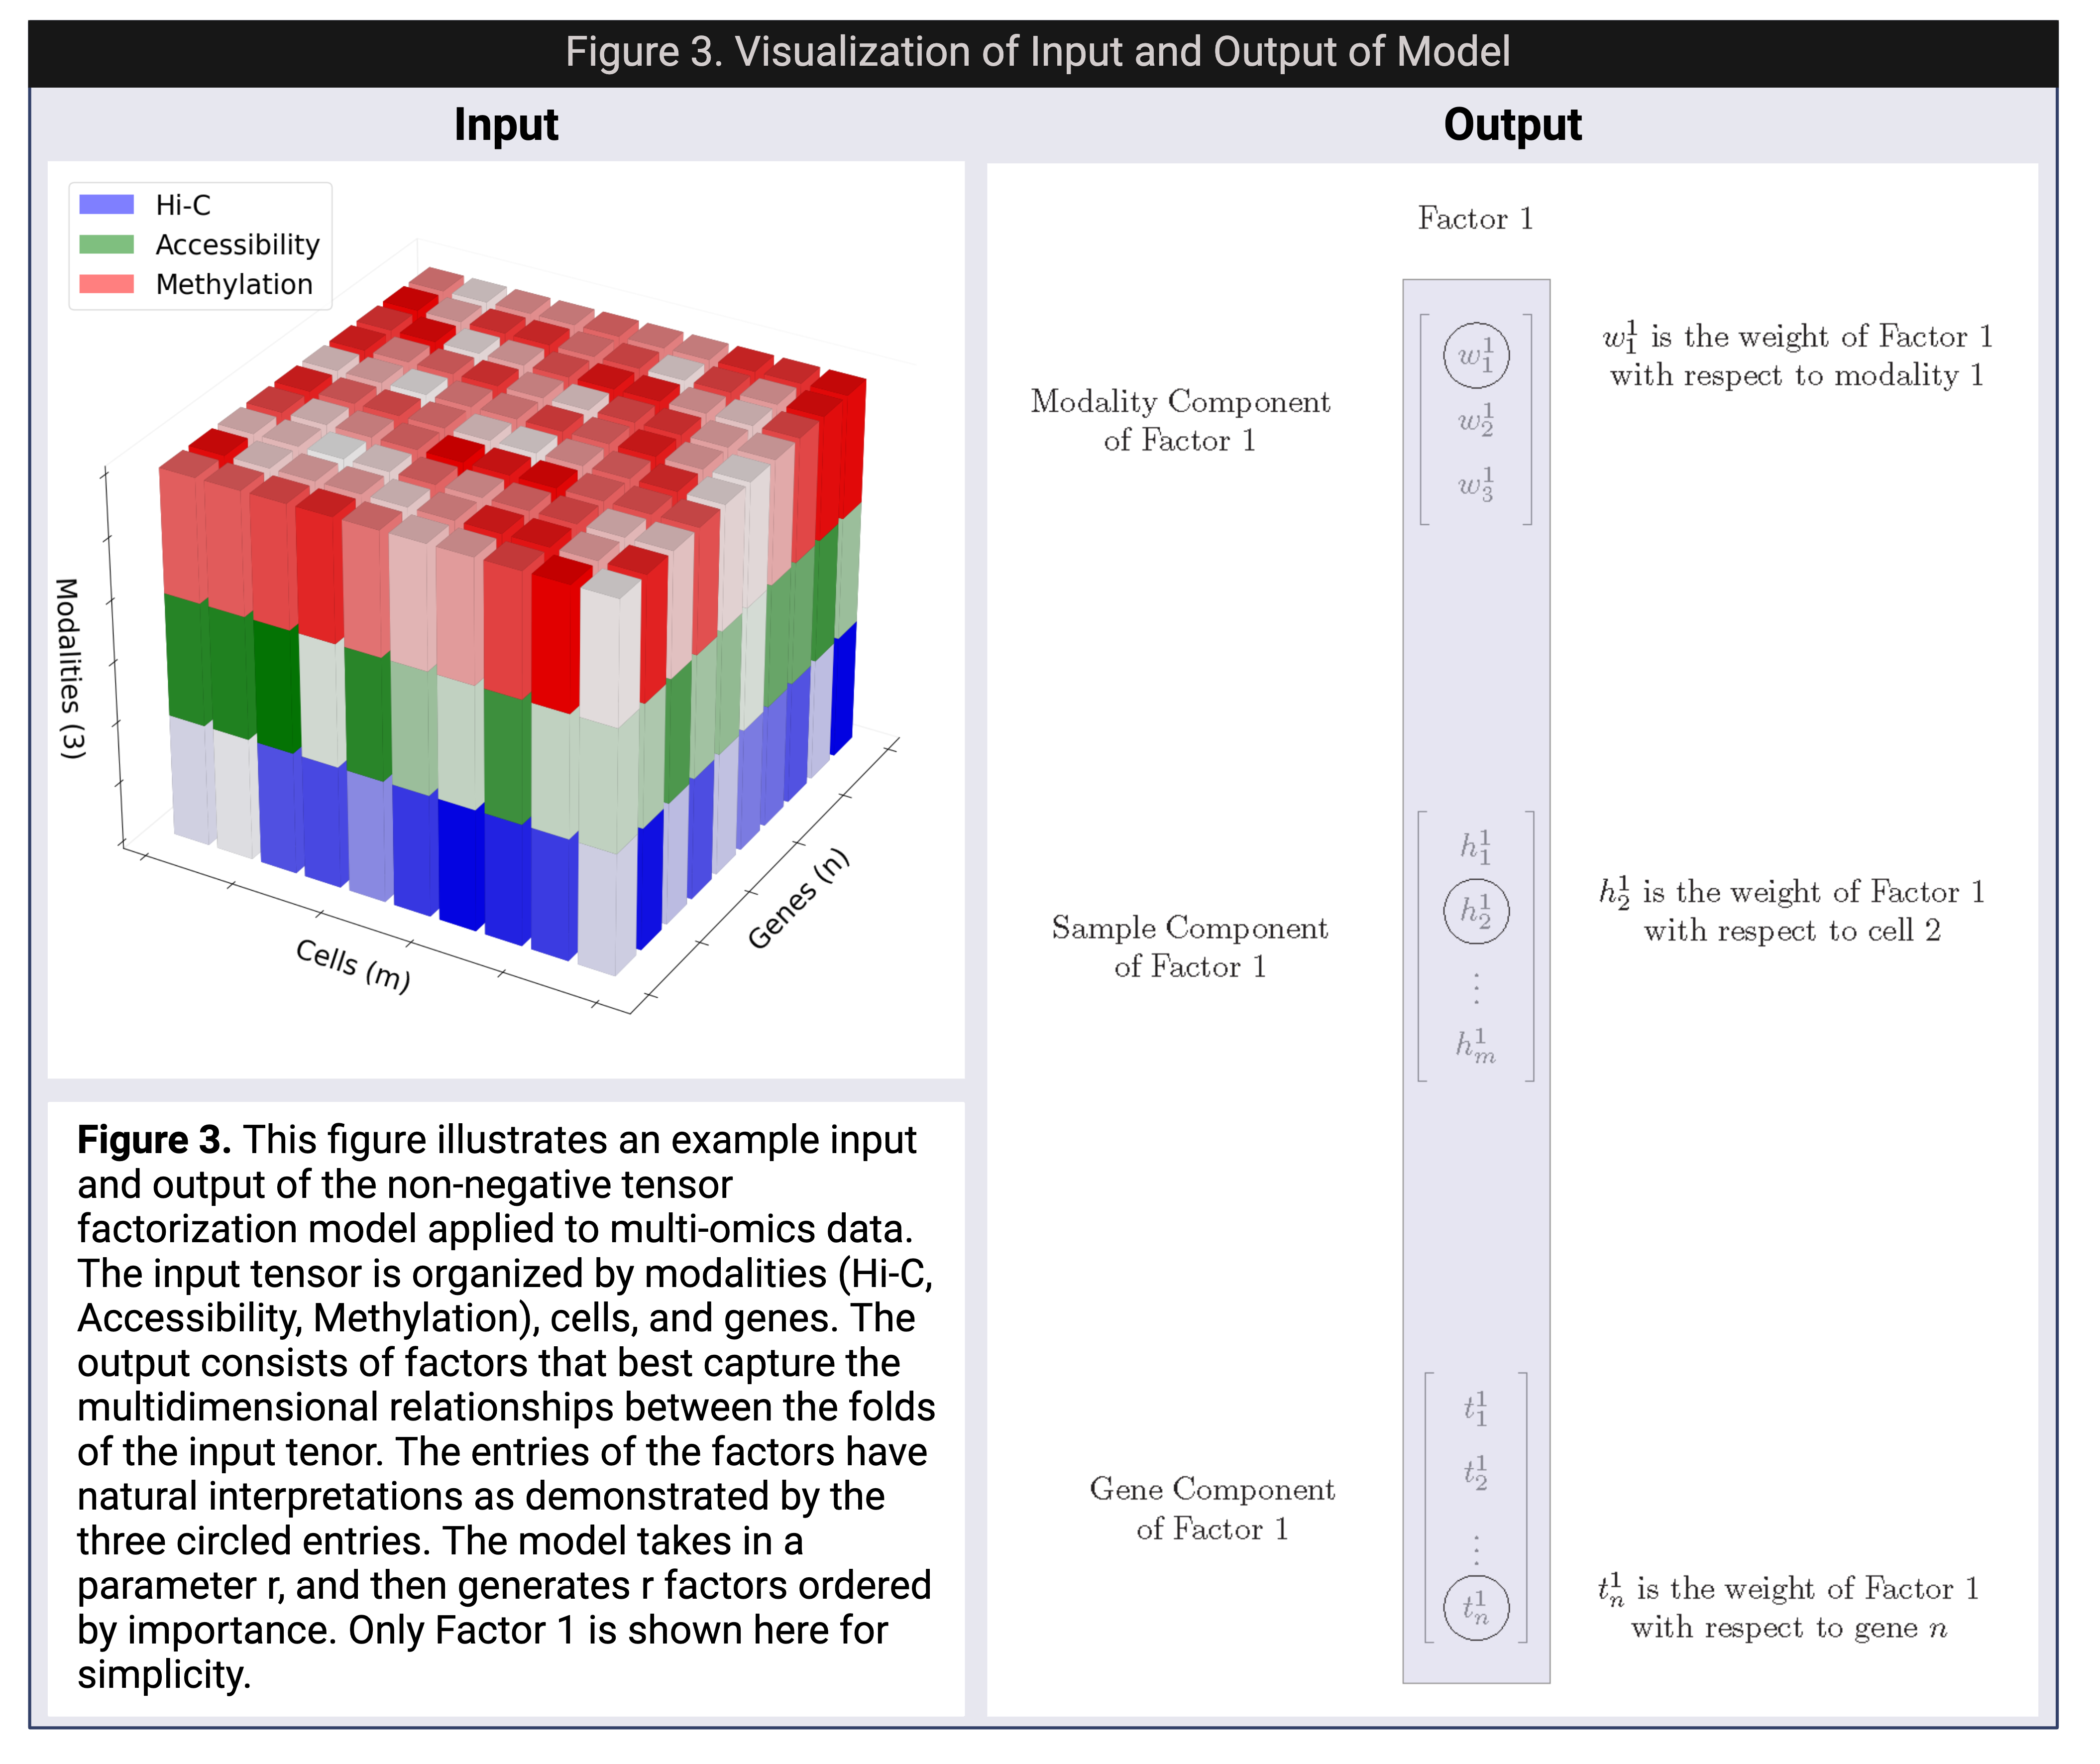 Figure 3. Visualization of Input and Output of Model
Input
Hi-C
Accessibility
Methylation
Modalities (3)
Cells (m)
Genes (n)
Figure 3. This figure illustrates an example input
and output of the non-negative tensor
factorization model applied to multi-omics data.
The input tensor is organized by modalities (Hi-C,
Accessibility, Methylation), cells, and genes. The
output consists of factors that best capture the
multidimensional relationships between the folds
of the input tenor. The entries of the factors have
natural interpretations as demonstrated by the
three circled entries. The model takes in a
parameter r, and then generates r factors ordered
by importance. Only Factor 1 is shown here for
simplicity.
Output
Factor 1
Modality Component
of Factor 1
w_1^1
w_2^1
w_3^1
w_1^1 is the weight of Factor 1
with respect to modality 1
Sample Component
of Factor 1
h_1^1
h_2^1
⋮
h_m^1
h_2^1 is the weight of Factor 1
with respect to cell 2
Gene Component
of Factor 1
t_1^1
t_2^1
⋮
t_n^1
t_n^1 is the weight of Factor 1
with respect to gene n